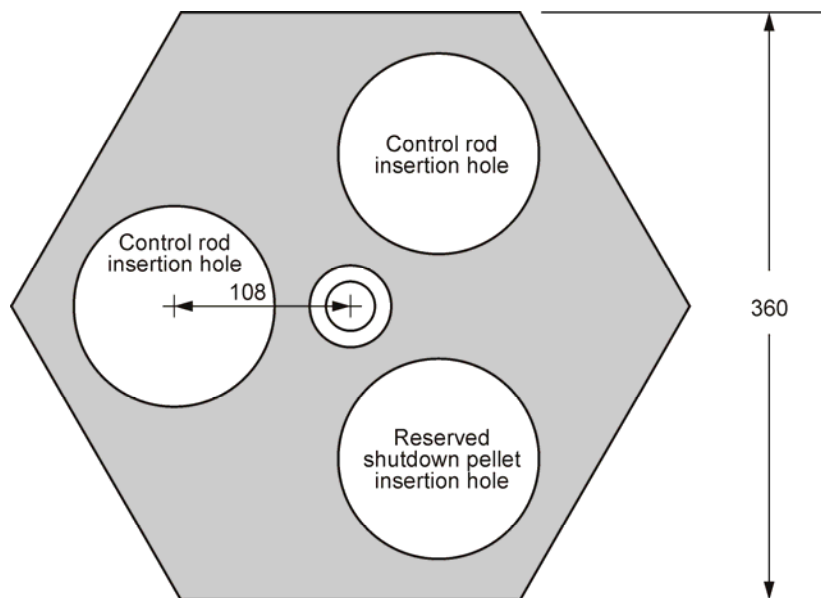 Control rod
insertion hole
Control rod
insertion hole
108
360
Reserved
shutdown pellet
insertion hole